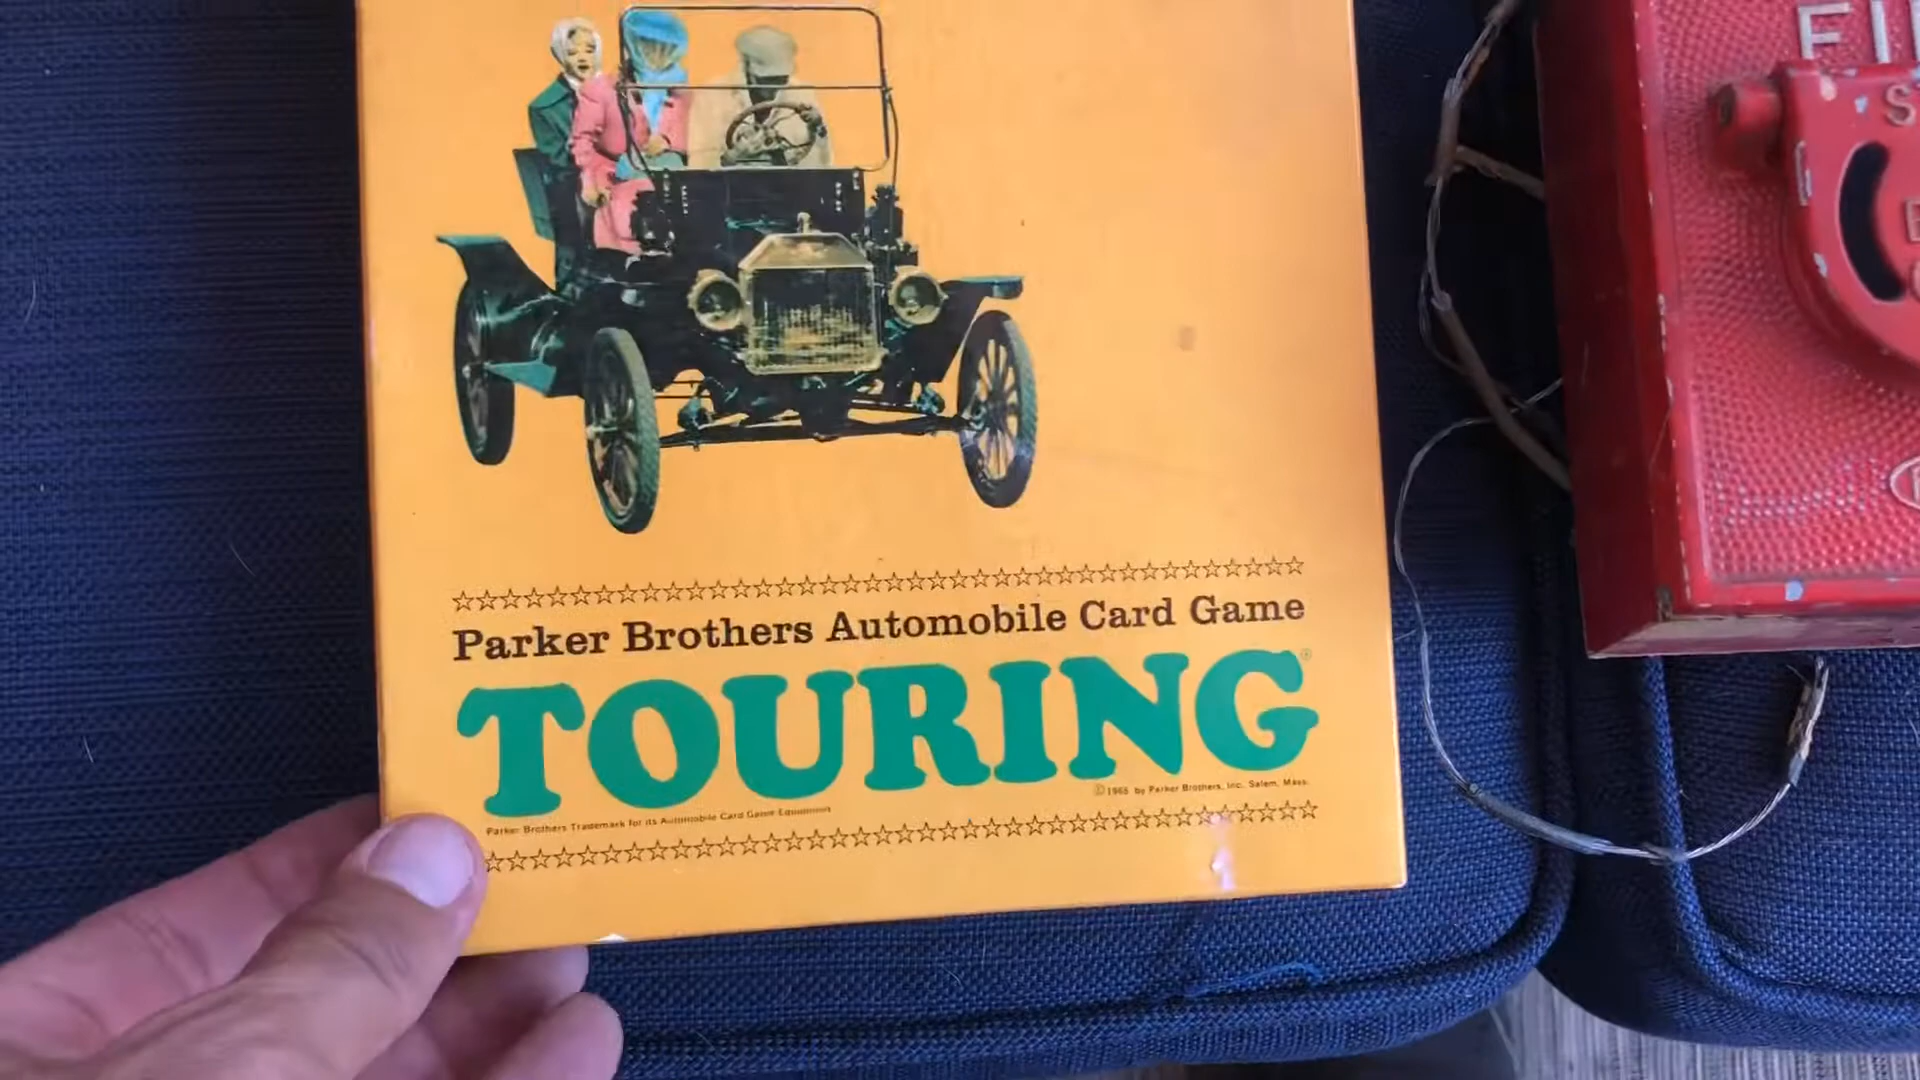 Parker Brothers Automobile Card Game
TOURING®
©1965 by Parker Brothers, Inc. Salem, Mass.
Parker Brothers Trademark for its Automobile Card Game Equipment
FI
S